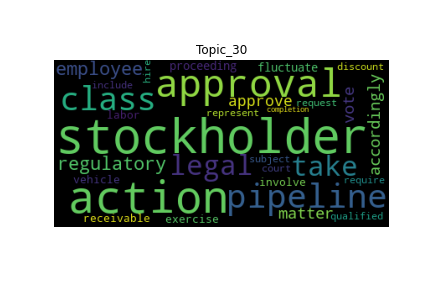 Topic_30
employee
hire
proceeding
fluctuate
discount
class
include
approval
labor
approve
request
vote
accordingly
represent
completion
stockholder
regulatory
legal
subject
court
take
vehicle
involve
require
action
pipeline
receivable
exercise
matter
qualified